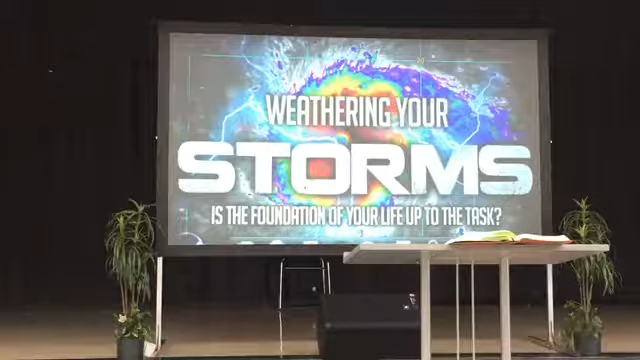 WEATHERING YOUR
STORMS
IS THE FOUNDATION OF YOUR LIFE UP TO THE TASK?